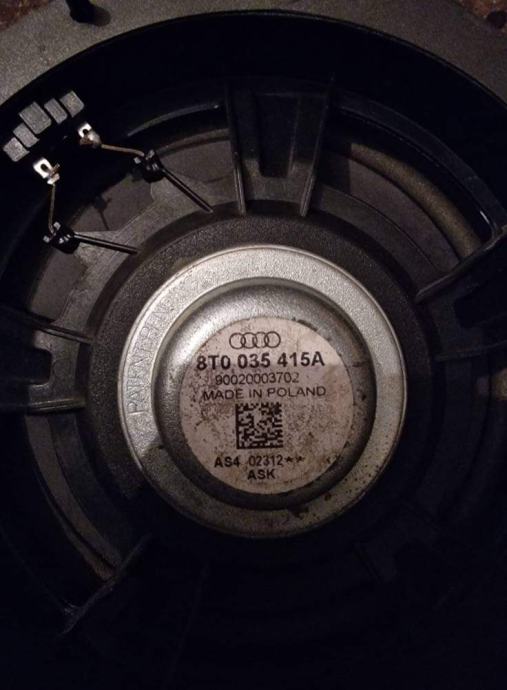 8T0 035 415A
90020003702
MADE IN POLAND
AS4 02312**
ASK